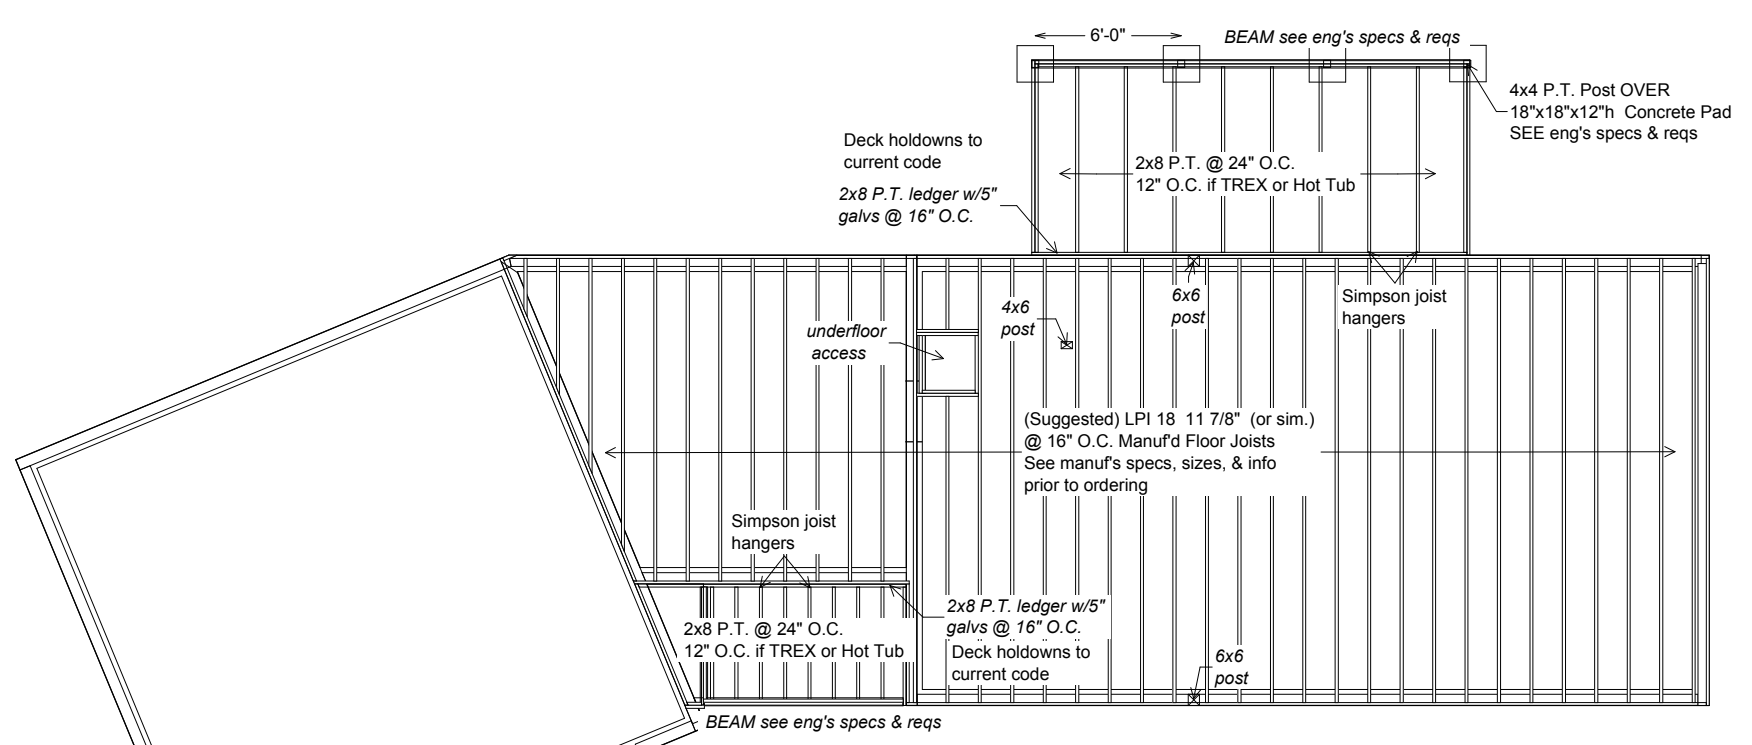 6'-0"
BEAM see eng's specs & reqs
4x4 P.T. Post OVER
18"x18"x12"h Concrete Pad
SEE eng's specs & reqs
Deck holdowns to
current code
2x8 P.T. @ 24" O.C.
12" O.C. if TREX or Hot Tub
2x8 P.T. ledger w/5"
galvs @ 16" O.C.
6x6
post
Simpson joist
hangers
4x6
post
underfloor
access
(Suggested) LPI 18 11 7/8" (or sim.)
@ 16" O.C. Manuf'd Floor Joists
See manuf's specs, sizes, & info
prior to ordering
Simpson joist
hangers
2x8 P.T. ledger w/5"
galvs @ 16" O.C.
2x8 P.T. @ 24" O.C.
12" O.C. if TREX or Hot Tub
Deck holdowns to
current code
6x6
post
BEAM see eng's specs & reqs